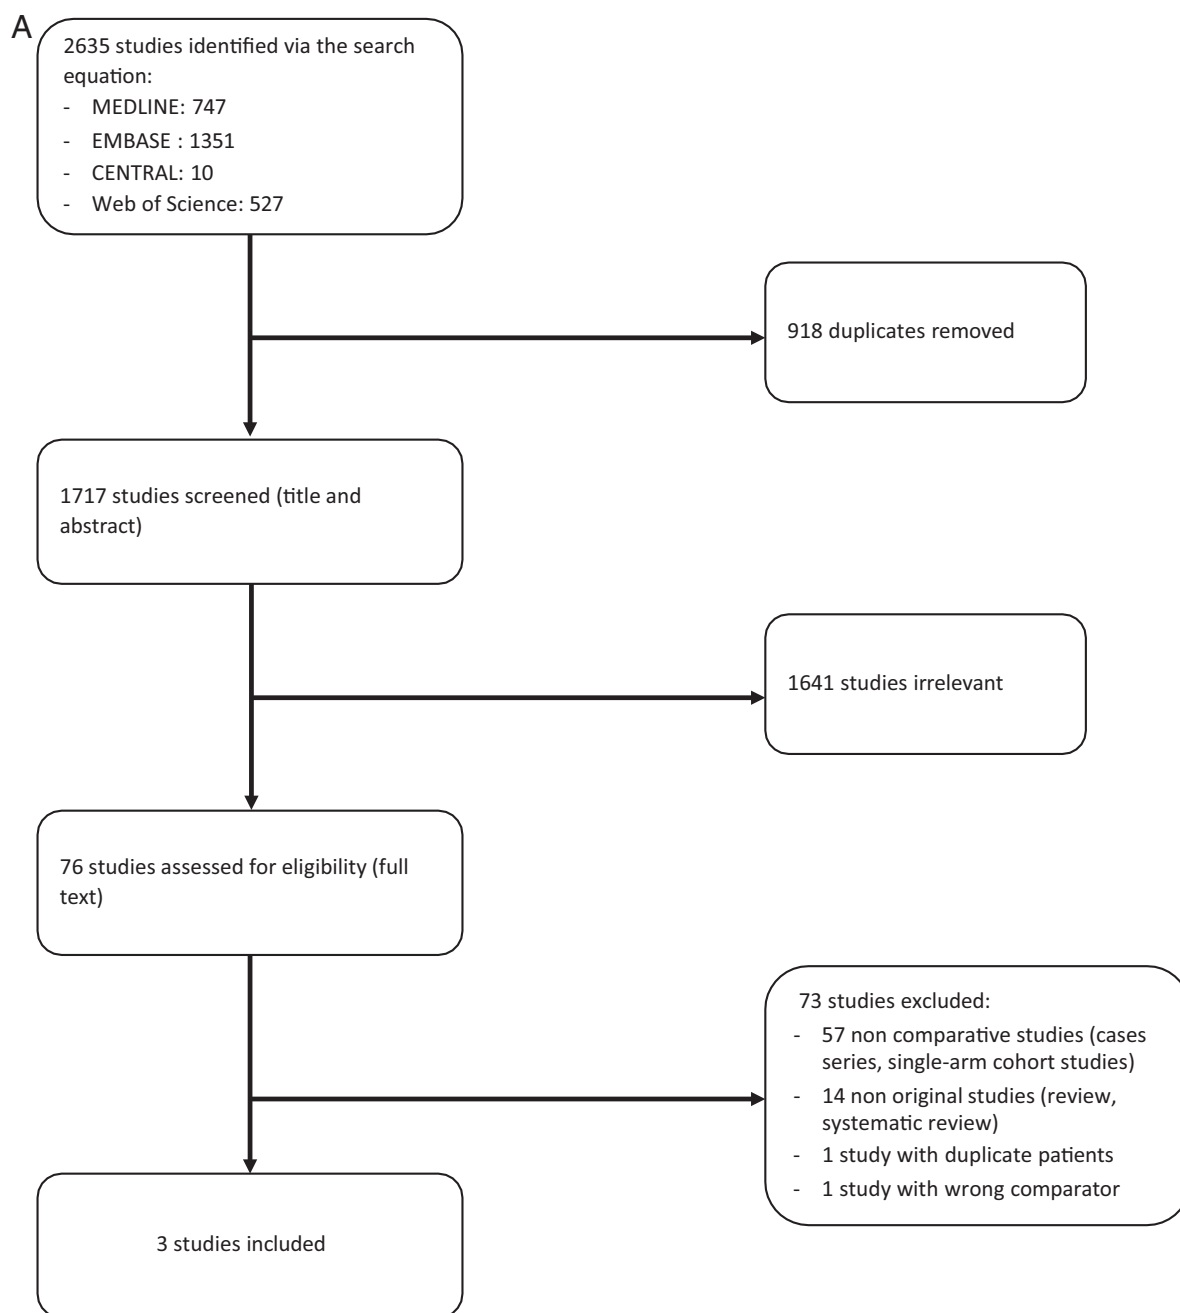 A
2635 studies identified via the search
equation:
- MEDLINE: 747
- EMBASE : 1351
- CENTRAL: 10
- Web of Science: 527
918 duplicates removed
1717 studies screened (title and
abstract)
1641 studies irrelevant
76 studies assessed for eligibility (full
text)
73 studies excluded:
- 57 non comparative studies (cases
series, single-arm cohort studies)
- 14 non original studies (review,
systematic review)
- 1 study with duplicate patients
- 1 study with wrong comparator
3 studies included